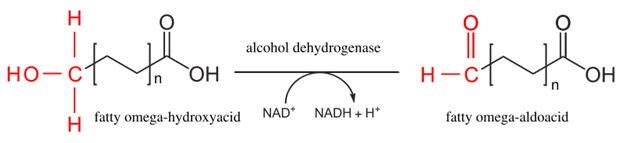 H O
HO C OH
n
H
fatty omega-hydroxyacid
alcohol dehydrogenase
NAD⁺ NADH + H⁺
O O
H C OH
n
fatty omega-aldoacid